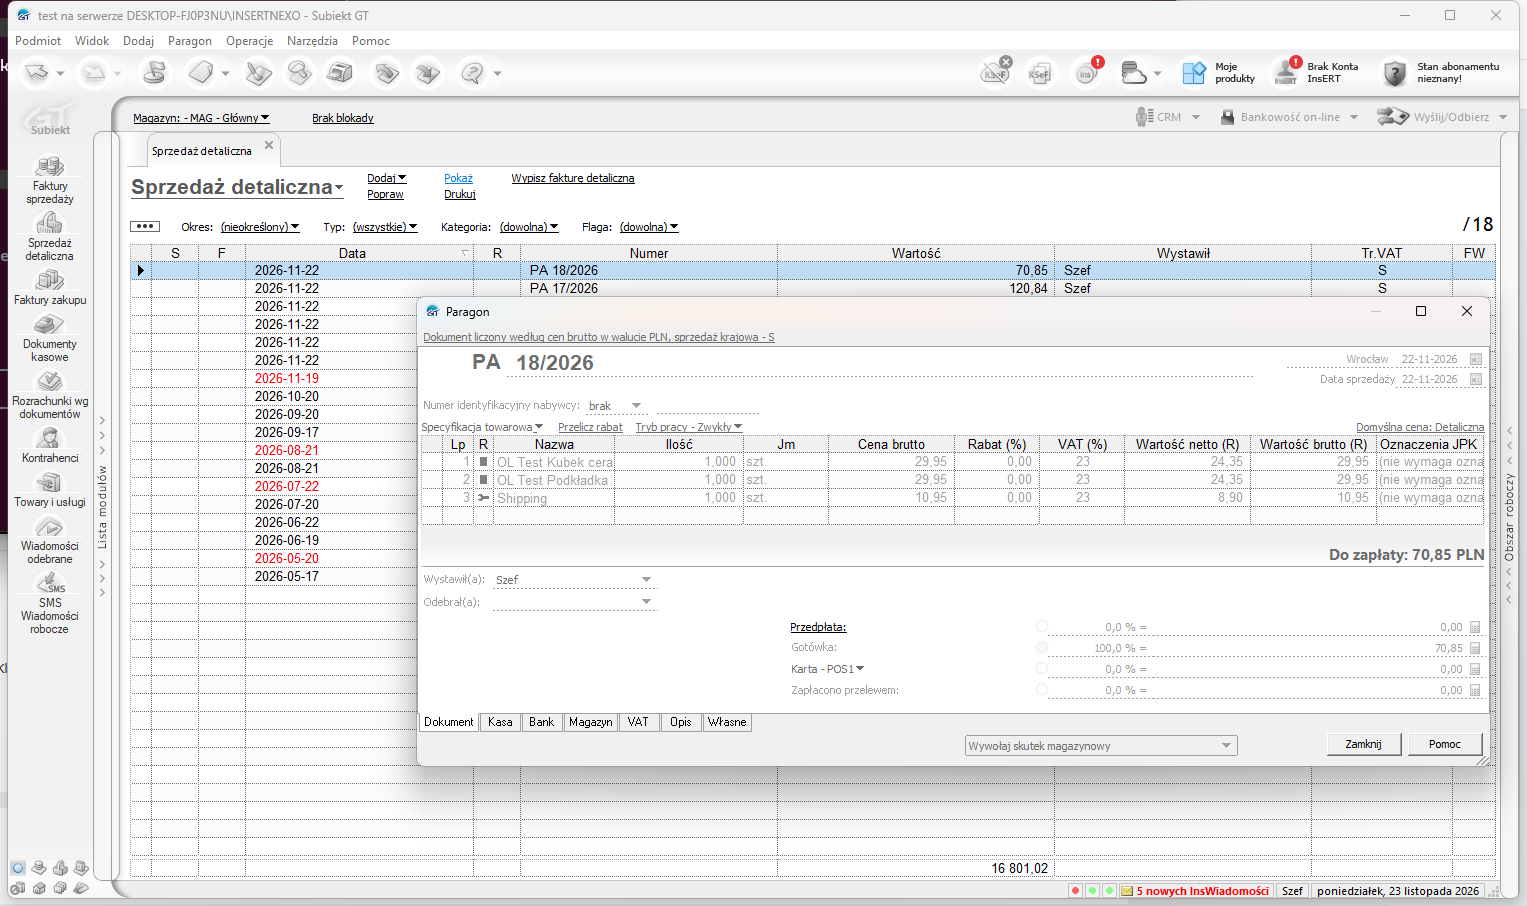 test na serwerze DESKTOP-FJ0P3NU\INSERTNEXO - Subiekt GT
Podmiot Widok Dodaj Paragon Operacje Narzędzia Pomoc
KSeF KSeF ins Moje produkty InsERT Brak Konta InsERT Stan abonamentu nieznany!
GT Subiekt
Magazyn: - MAG - Główny Brak blokady CRM Bankowość on-line Wyślij/Odbierz
Sprzedaż detaliczna
Sprzedaż detaliczna Dodaj Pokaż Wypisz fakturę detaliczną
Popraw Drukuj
Okres: (nieokreślony) Typ: (wszystkie) Kategoria: (dowolna) Flaga: (dowolna) /18
S F Data R Numer Wartość Wystawił Tr.VAT FW
2026-11-22 PA 18/2026 70,85 Szef S
2026-11-22 PA 17/2026 120,84 Szef S
2026-11-22
2026-11-22
2026-11-22
2026-11-22
2026-11-19
2026-10-20
2026-09-20
2026-09-17
2026-08-21
2026-08-21
2026-07-22
2026-07-20
2026-06-22
2026-06-19
2026-05-20
2026-05-17
16 801,02
Faktury sprzedaży
Sprzedaż detaliczna
Faktury zakupu
Dokumenty kasowe
Rozrachunki wg dokumentów
Kontrahenci
Towary i usługi
Wiadomości odebrane
SMS
SMS Wiadomości robocze
Lista modułów
Obszar roboczy
GT Paragon
Dokument liczony według cen brutto w walucie PLN, sprzedaż krajowa - S
PA 18/2026 Wrocław 22-11-2026
Data sprzedaży 22-11-2026
Numer identyfikacyjny nabywcy: brak
Specyfikacja towarowa Przelicz rabat Tryb pracy - Zwykły Domyślna cena: Detaliczna
Lp R Nazwa Ilość Jm Cena brutto Rabat (%) VAT (%) Wartość netto (R) Wartość brutto (R) Oznaczenia JPK
1 OL Test Kubek cera 1,000 szt. 29,95 0,00 23 24,35 29,95 (nie wymaga ozna
2 OL Test Podkładka 1,000 szt. 29,95 0,00 23 24,35 29,95 (nie wymaga ozna
3 Shipping 1,000 szt. 10,95 0,00 23 8,90 10,95 (nie wymaga ozna
Do zapłaty: 70,85 PLN
Wystawił(a): Szef
Odebrał(a):
Przedpłata: 0,0 % = 0,00
Gotówka: 100,0 % = 70,85
Karta - POS1 0,0 % = 0,00
Zapłacono przelewem: 0,0 % = 0,00
Dokument Kasa Bank Magazyn VAT Opis Własne
Wywołaj skutek magazynowy Zamknij Pomoc
5 nowych InsWiadomości Szef poniedziałek, 23 listopada 2026